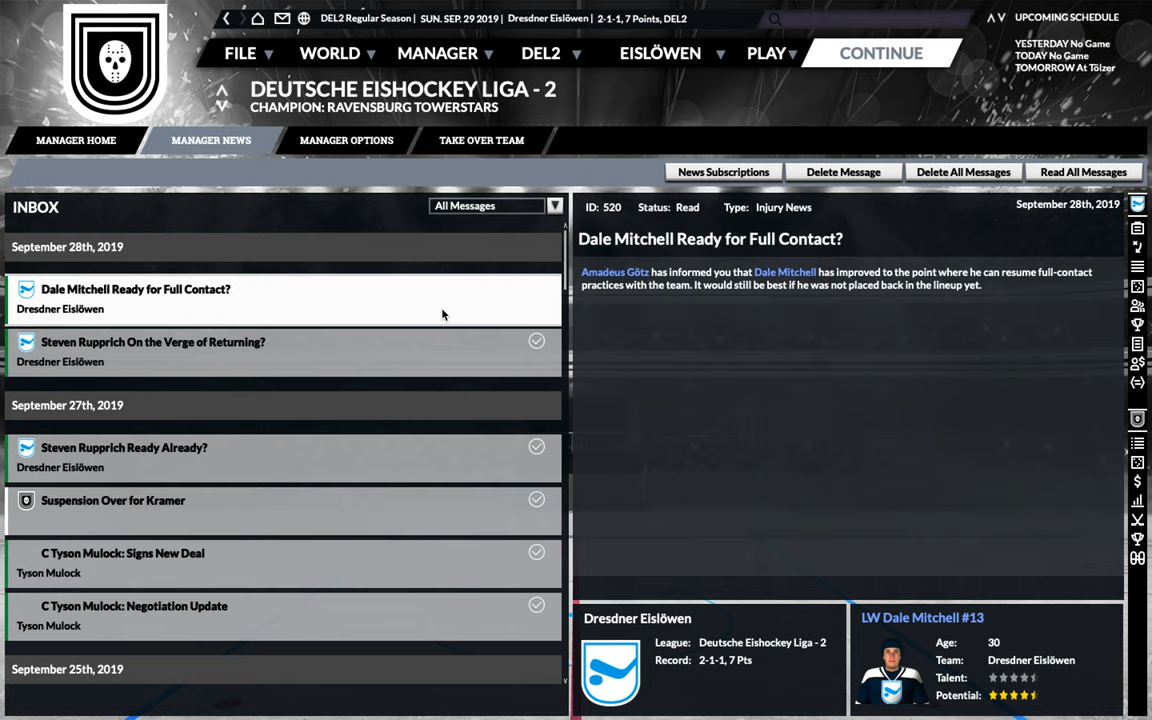 DEL2 Regular Season | SUN. SEP. 29 2019 | Dresdner Eislöwen | 2-1-1, 7 Points, DEL2
UPCOMING SCHEDULE
YESTERDAY No Game
TODAY No Game
TOMORROW At Tölzer
FILE WORLD MANAGER DEL2 EISLÖWEN PLAY CONTINUE
DEUTSCHE EISHOCKEY LIGA - 2
CHAMPION: RAVENSBURG TOWERSTARS
MANAGER HOME MANAGER NEWS MANAGER OPTIONS TAKE OVER TEAM
News Subscriptions Delete Message Delete All Messages Read All Messages
INBOX All Messages
September 28th, 2019
Dale Mitchell Ready for Full Contact?
Dresdner Eislöwen
Steven Rupprich On the Verge of Returning?
Dresdner Eislöwen
September 27th, 2019
Steven Rupprich Ready Already?
Dresdner Eislöwen
Suspension Over for Kramer
C Tyson Mulock: Signs New Deal
Tyson Mulock
C Tyson Mulock: Negotiation Update
Tyson Mulock
September 25th, 2019
ID: 520 Status: Read Type: Injury News September 28th, 2019
Dale Mitchell Ready for Full Contact?
Amadeus Götz has informed you that Dale Mitchell has improved to the point where he can resume full-contact
practices with the team. It would still be best if he was not placed back in the lineup yet.
Dresdner Eislöwen
League: Deutsche Eishockey Liga - 2
Record: 2-1-1, 7 Pts
LW Dale Mitchell #13
Age: 30
Team: Dresdner Eislöwen
Talent:
Potential: